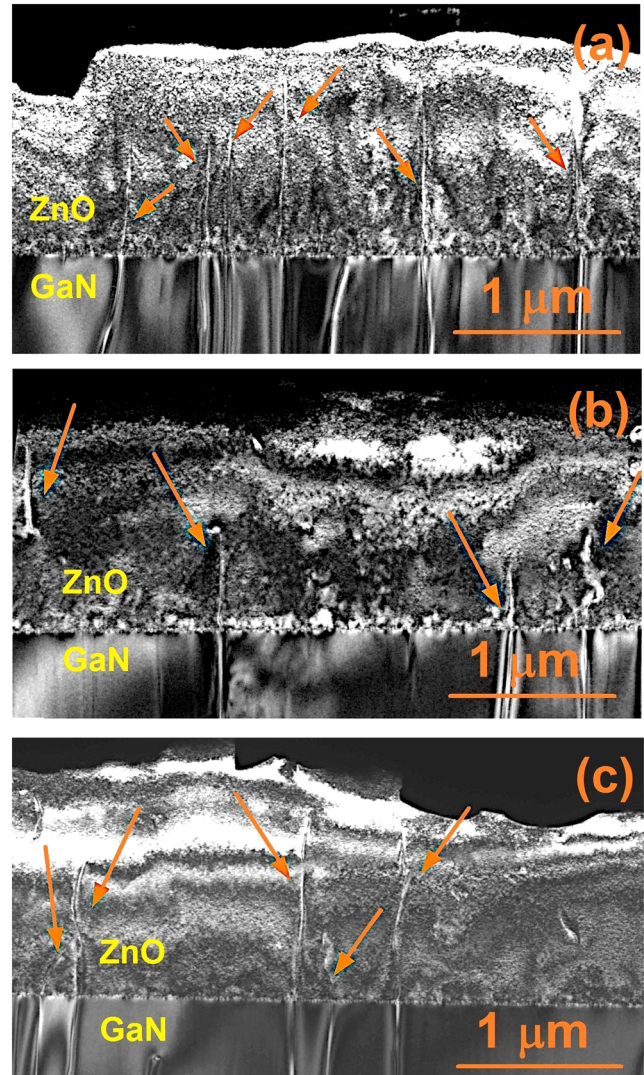 (a)
ZnO
GaN
1 μm
(b)
ZnO
GaN
1 μm
(c)
ZnO
GaN
1 μm